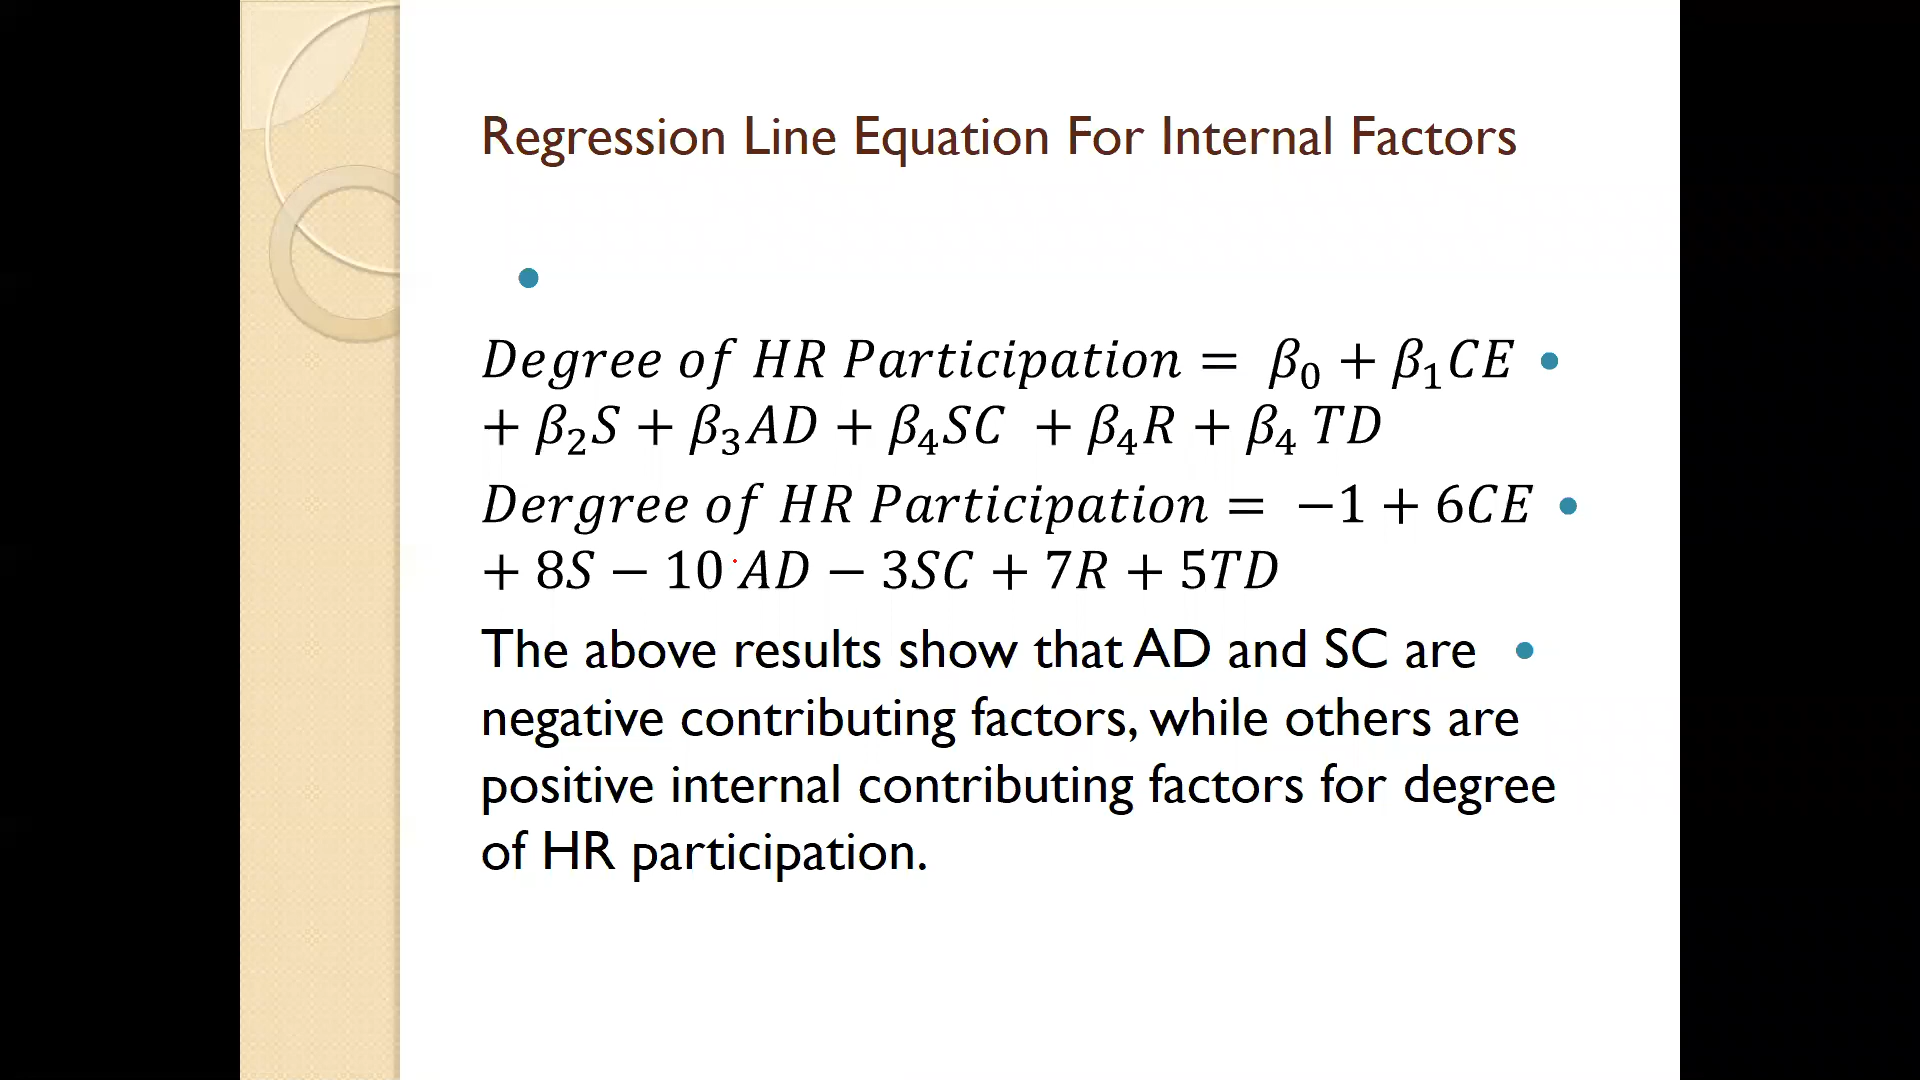 Regression Line Equation For Internal Factors
Degree of HR Participation = β₀ + β₁CE
+ β₂S + β₃AD + β₄SC + β₄R + β₄ TD
Dergree of HR Participation = −1 + 6CE
+ 8S − 10 AD − 3SC + 7R + 5TD
The above results show that AD and SC are
negative contributing factors, while others are
positive internal contributing factors for degree
of HR participation.